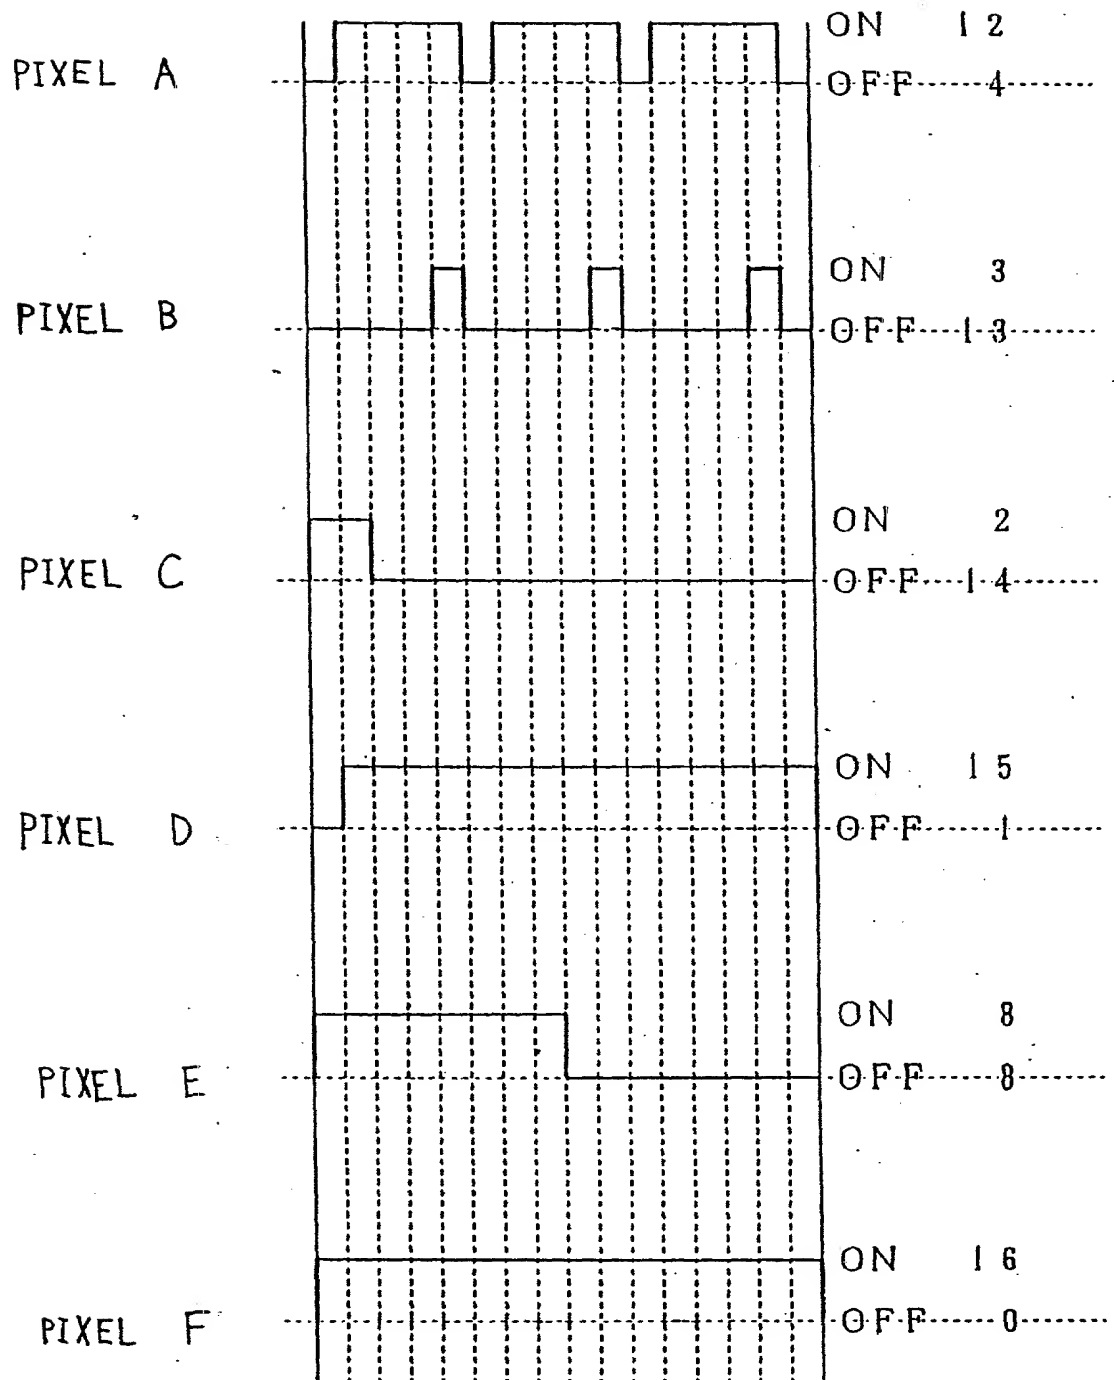 ON 12
PIXEL A OFF 4
ON 3
PIXEL B OFF 13
ON 2
PIXEL C OFF 14
ON 15
PIXEL D OFF 1
ON 8
PIXEL E OFF 8
ON 16
PIXEL F OFF 0